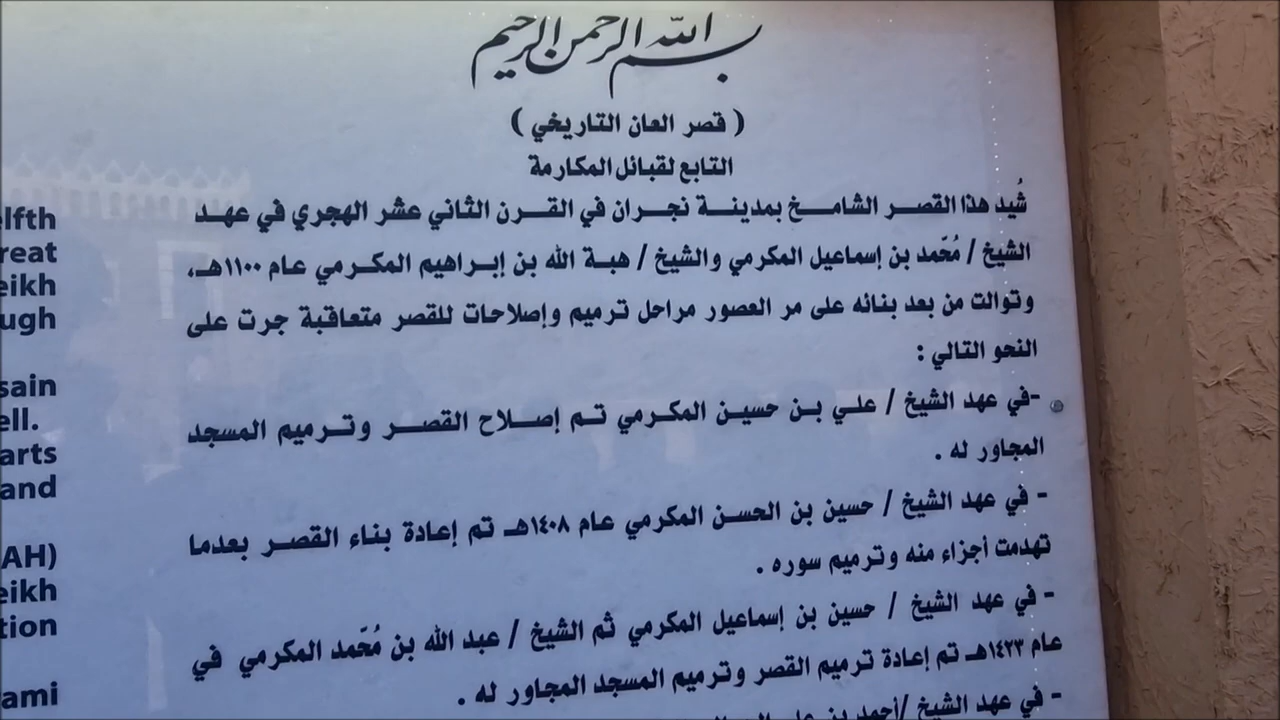 بسم الله الرحمن الرحيم
( قصر العان التاريخي )
التابع لقبائل المكارمة
شُيد هذا القصر الشامخ بمدينة نجران في القرن الثاني عشر الهجري في عهد
الشيخ / مُحّمد بن إسماعيل المكرمي والشيخ / هبة الله بن إبراهيم المكرمي عام ١١٠٠هـ،
وتوالت من بعد بنائه على مر العصور مراحل ترميم وإصلاحات للقصر متعاقبة جرت على
النحو التالي :
-في عهد الشيخ / علي بن حسين المكرمي تم إصلاح القصر وترميم المسجد
المجاور له .
- في عهد الشيخ / حسين بن الحسن المكرمي عام ١٤٠٨هـ تم إعادة بناء القصر بعدما
تهدمت أجزاء منه وترميم سوره .
- في عهد الشيخ / حسين بن إسماعيل المكرمي ثم الشيخ / عبد الله بن مُحّمد المكرمي في
عام ١٤٢٣هـ تم إعادة ترميم القصر وترميم المسجد المجاور له .
- في عهد الشيخ /أحمد بن علي
elfth
reat
eikh
ugh
sain
ell.
arts
and
AH)
eikh
tion
ami